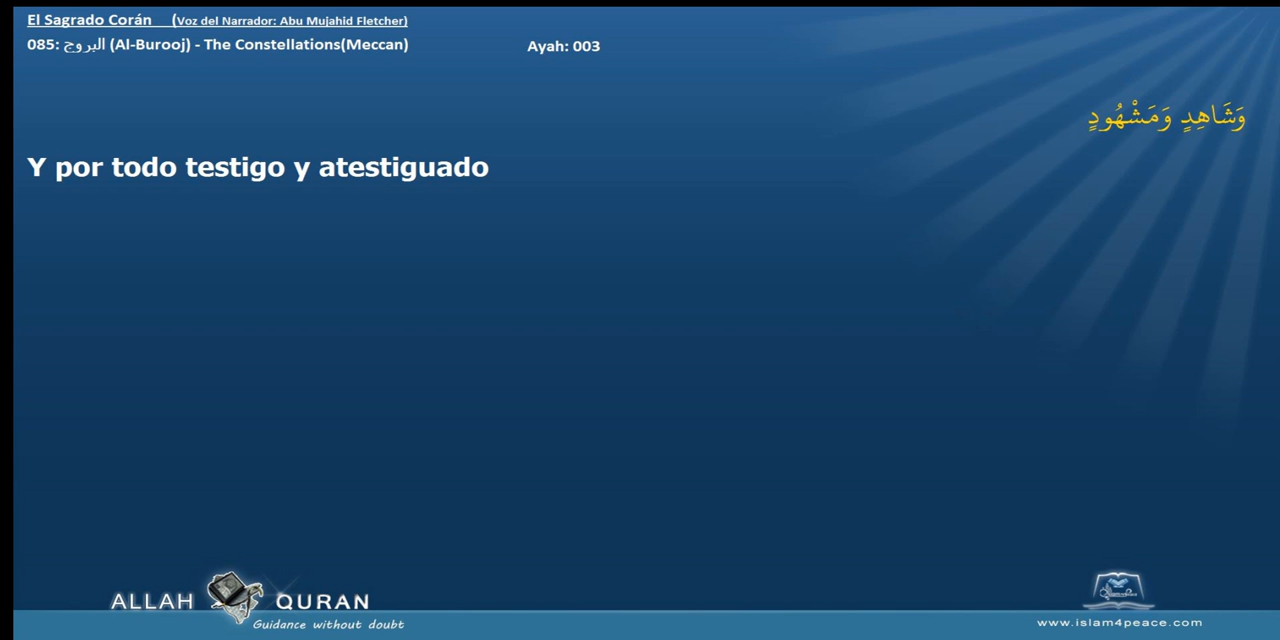 El Sagrado Corán (Voz del Narrador: Abu Mujahid Fletcher)
085: البروج (Al-Burooj) - The Constellations(Meccan) Ayah: 003
وَشَاهِدٍ وَمَشْهُودٍ
Y por todo testigo y atestiguado
ALLAH QURAN
Guidance without doubt
www.islam4peace.com